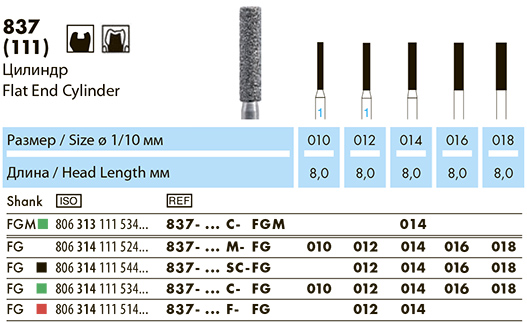 837
(111)
Цилиндр
Flat End Cylinder
1 1
Размер / Size ø 1/10 мм 010 012 014 016 018
Длина / Head Length мм 8,0 8,0 8,0 8,0 8,0
Shank ISO REF
FGM 806 313 111 534... 837- ... C- FGM 014
FG 806 314 111 524... 837- ... M- FG 010 012 014 016 018
FG 806 314 111 544... 837- ... SC-FG 012 014 016 018
FG 806 314 111 534... 837- ... C- FG 010 012 014 016 018
FG 806 314 111 514... 837- ... F- FG 012 014